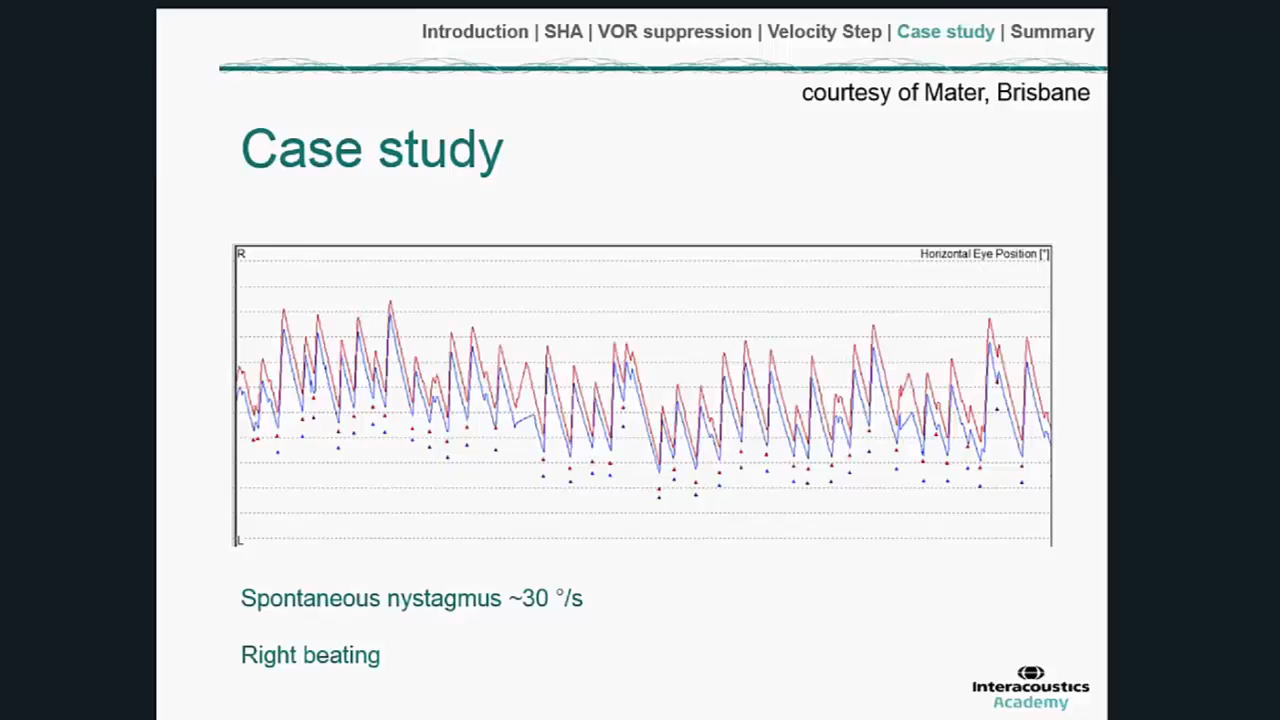 Introduction | SHA | VOR suppression | Velocity Step | Case study | Summary
courtesy of Mater, Brisbane
Case study
R
Horizontal Eye Position [°]
L
Spontaneous nystagmus ~30 °/s
Right beating
Interacoustics
Academy